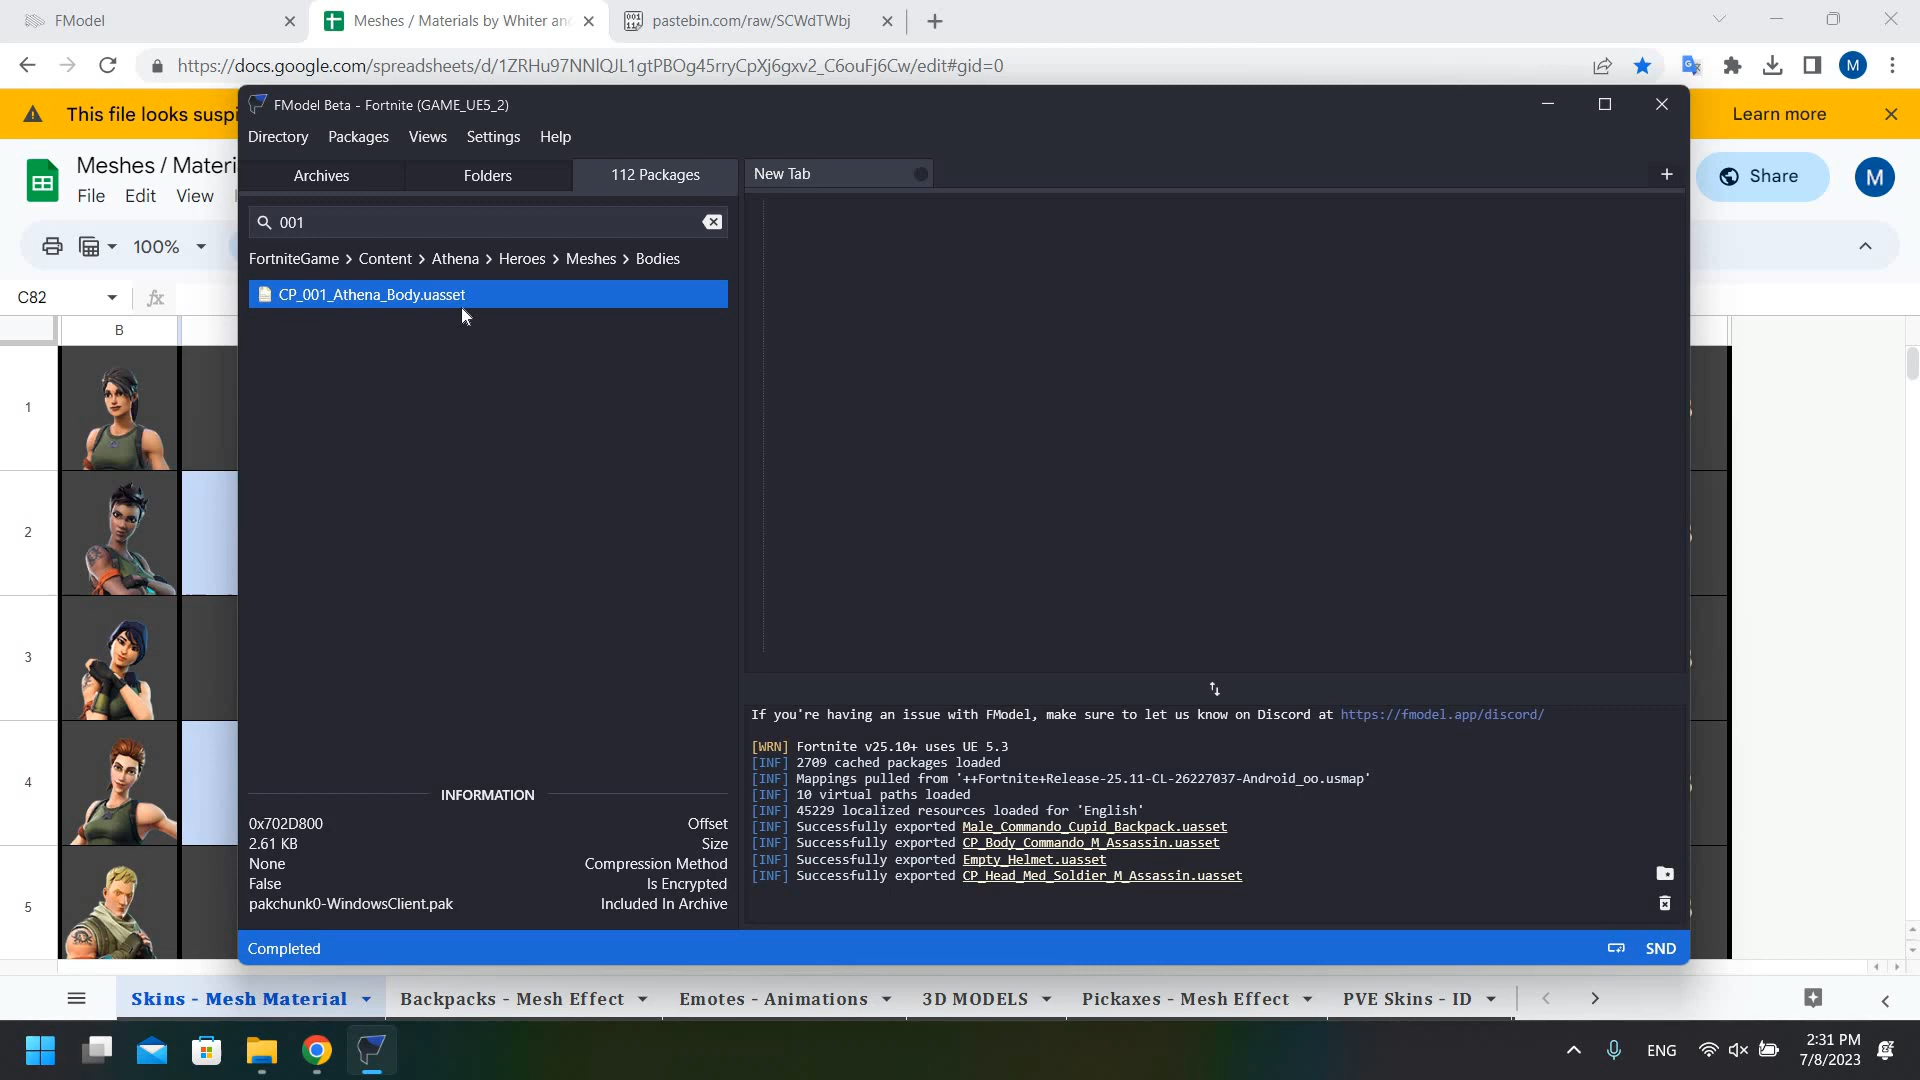 FModel
Meshes / Materials by Whiter an
pastebin.com/raw/SCWdTWbj
https://docs.google.com/spreadsheets/d/1ZRHu97NNlQJL1gtPBOg45rryCpXj6gxv2_C6ouFj6Cw/edit#gid=0
M
This file looks suspi
Learn more
FModel Beta - Fortnite (GAME_UE5_2)
Directory Packages Views Settings Help
Meshes / Materi
File Edit View
Share
M
Archives Folders 112 Packages
New Tab
001
100%
FortniteGame > Content > Athena > Heroes > Meshes > Bodies
C82
fx
CP_001_Athena_Body.uasset
B
1
2
3
4
5
If you're having an issue with FModel, make sure to let us know on Discord at https://fmodel.app/discord/
[WRN] Fortnite v25.10+ uses UE 5.3
[INF] 2709 cached packages loaded
[INF] Mappings pulled from '++Fortnite+Release-25.11-CL-26227037-Android_oo.usmap'
[INF] 10 virtual paths loaded
[INF] 45229 localized resources loaded for 'English'
[INF] Successfully exported Male_Commando_Cupid_Backpack.uasset
[INF] Successfully exported CP_Body_Commando_M_Assassin.uasset
[INF] Successfully exported Empty_Helmet.uasset
[INF] Successfully exported CP_Head_Med_Soldier_M_Assassin.uasset
INFORMATION
0x702D800 Offset
2.61 KB Size
None Compression Method
False Is Encrypted
pakchunk0-WindowsClient.pak Included In Archive
Completed
SND
Skins - Mesh Material
Backpacks - Mesh Effect
Emotes - Animations
3D MODELS
Pickaxes - Mesh Effect
PVE Skins - ID
ENG
2:31 PM
7/8/2023